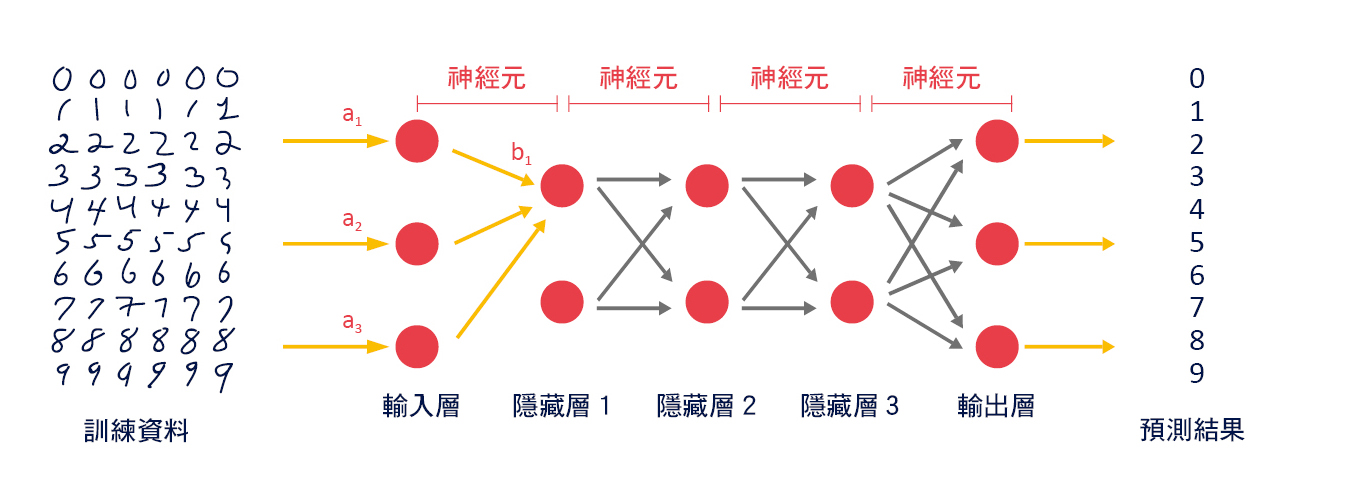 0 0 0 0 0 0
1 1 1 1 1 1
2 2 2 2 2 2
3 3 3 3 3 3
4 4 4 4 4 4
5 5 5 5 5 5
6 6 6 6 6 6
7 7 7 7 7 7
8 8 8 8 8 8
9 9 9 9 9 9
訓練資料
神經元 神經元 神經元 神經元
a₁
b₁
a₂
a₃
輸入層 隱藏層 1 隱藏層 2 隱藏層 3 輸出層
0
1
2
3
4
5
6
7
8
9
預測結果